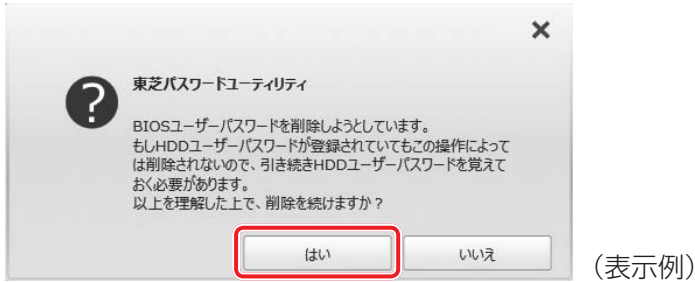 東芝パスワードユーティリティ
BIOSユーザーパスワードを削除しようとしています。
もしHDDユーザーパスワードが登録されていてもこの操作によって
は削除されないので、引き続きHDDユーザーパスワードを覚えて
おく必要があります。
以上を理解した上で、削除を続けますか？
はい いいえ
（表示例）